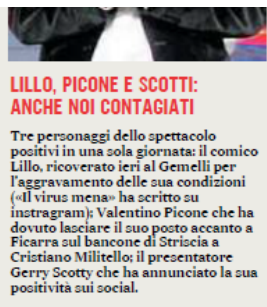 LILLO, PICONE E SCOTTI:
ANCHE NOI CONTAGIATI
Tre personaggi dello spettacolo
positivi in una sola giornata: il comico
Lillo, ricoverato ieri al Gemelli per
l'aggravamento delle sua condizioni
(«Il virus mena» ha scritto su
instragram); Valentino Picone che ha
dovuto lasciare il suo posto accanto a
Ficarra sul bancone di Striscia a
Cristiano Militello; il presentatore
Gerry Scotty che ha annunciato la sua
positività sui social.